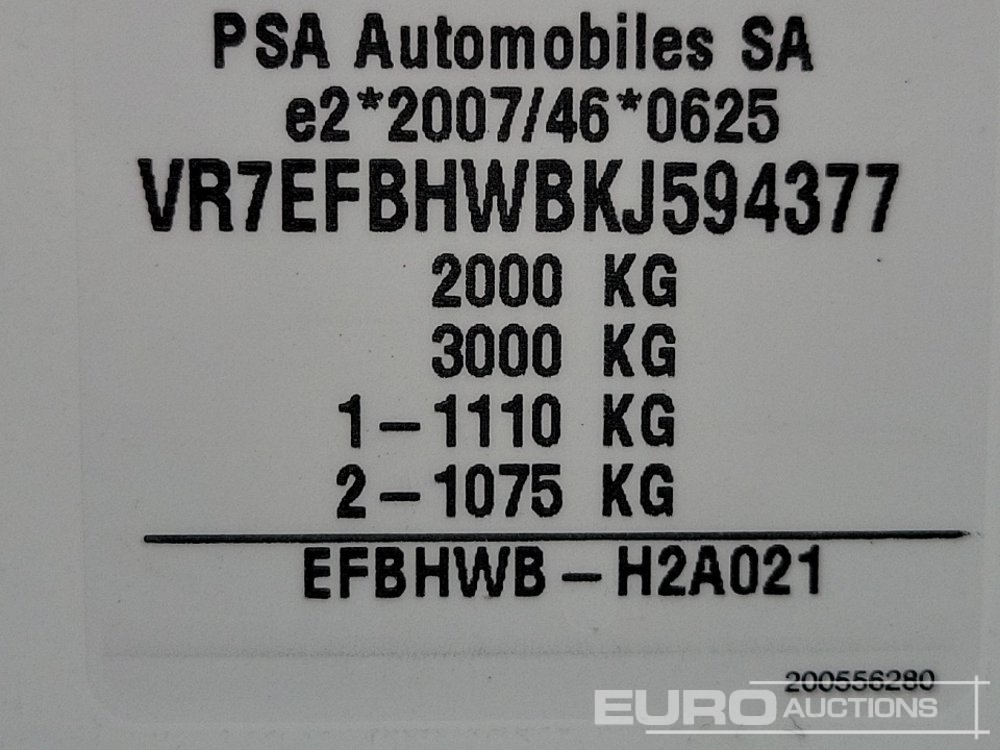 PSA Automobiles SA
e2*2007/46*0625
VR7EFBHWBKJ594377
2000 KG
3000 KG
1-1110 KG
2-1075 KG
EFBHWB-H2A021
200556280
EURO AUCTIONS